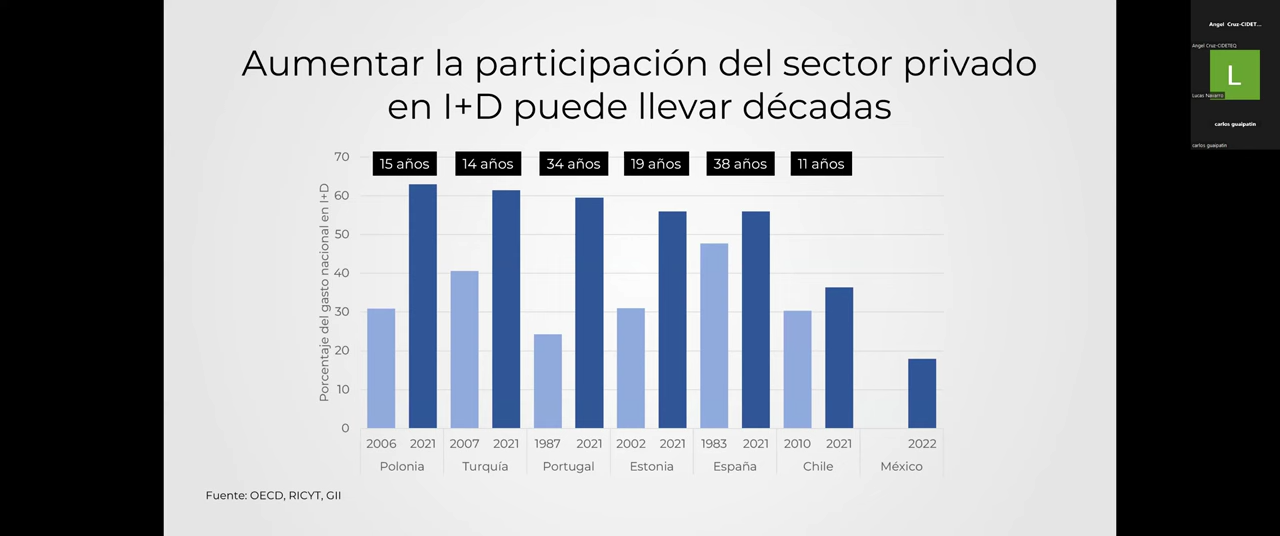 Aumentar la participación del sector privado
en I+D puede llevar décadas
Porcentaje del gasto nacional en I+D
70
60
50
40
30
20
10
0
15 años
14 años
34 años
19 años
38 años
11 años
2006 2021 2007 2021 1987 2021 2002 2021 1983 2021 2010 2021 2022
Polonia Turquía Portugal Estonia España Chile México
Fuente: OECD, RICYT, GII
Angel Cruz-CIDET...
Angel Cruz-CIDETEQ
L
Lucas Navarro
carlos guaipatin
carlos guaipatin